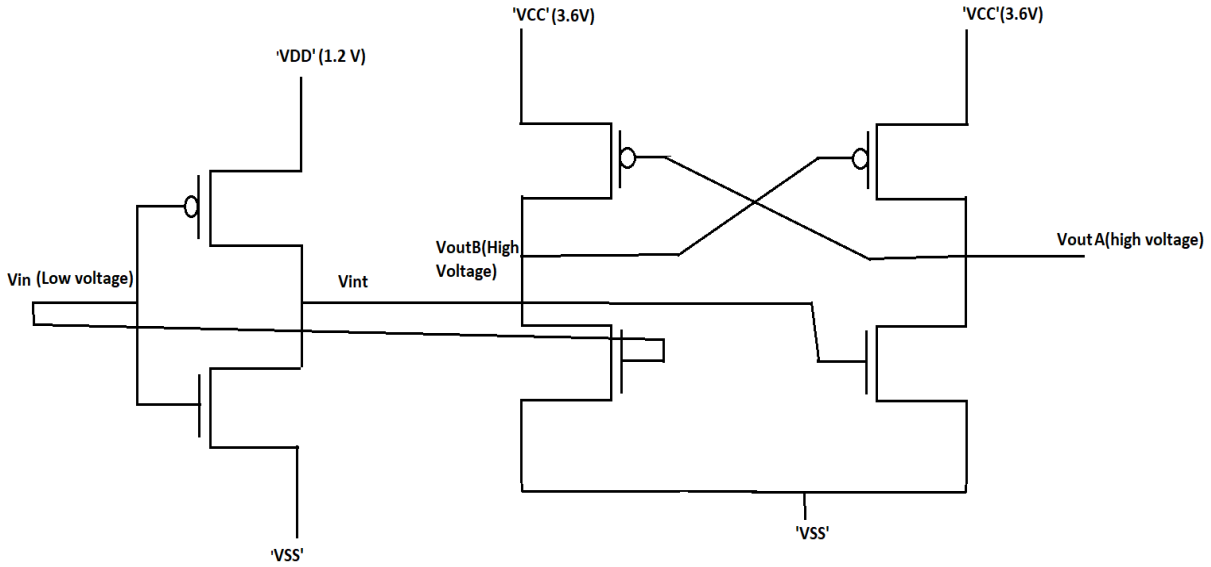 'VCC'(3.6V)
'VCC'(3.6V)
'VDD' (1.2 V)
VoutB(High
Voltage)
Vout A(high voltage)
Vin (Low voltage)
Vint
'VSS'
'VSS'